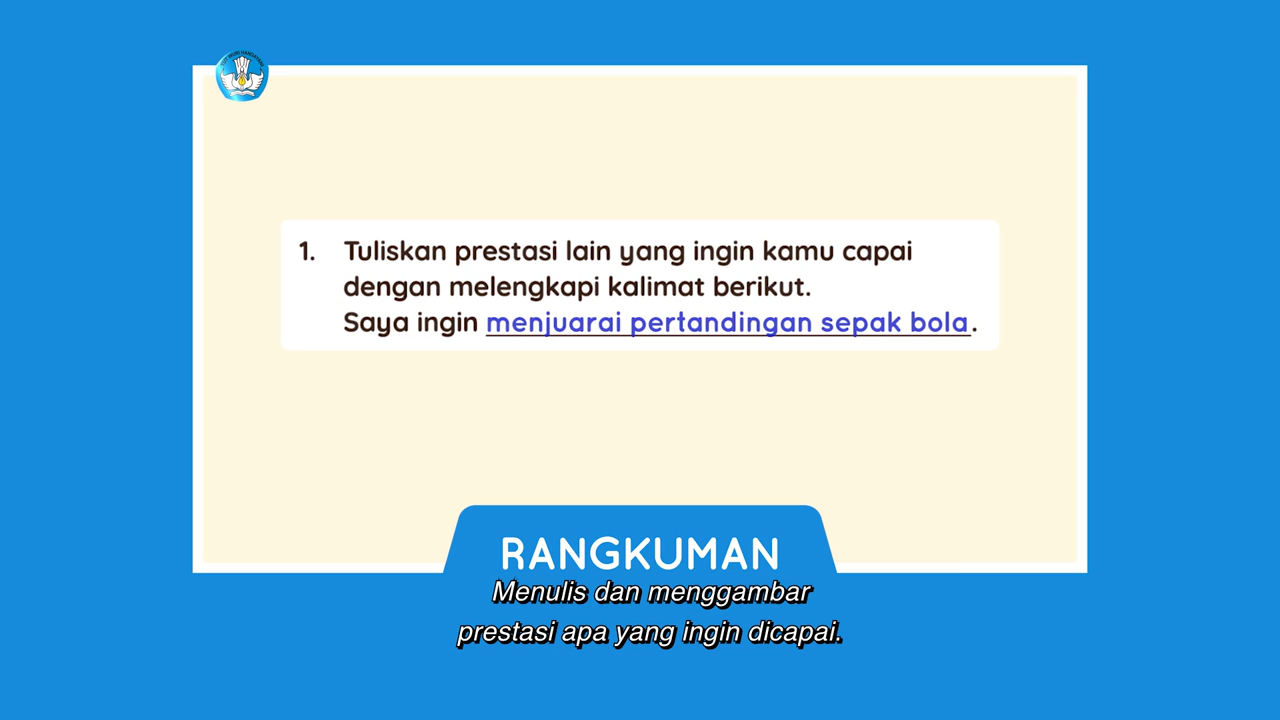 1. Tuliskan prestasi lain yang ingin kamu capai
dengan melengkapi kalimat berikut.
Saya ingin menjuarai pertandingan sepak bola.
RANGKUMAN
Menulis dan menggambar
prestasi apa yang ingin dicapai.